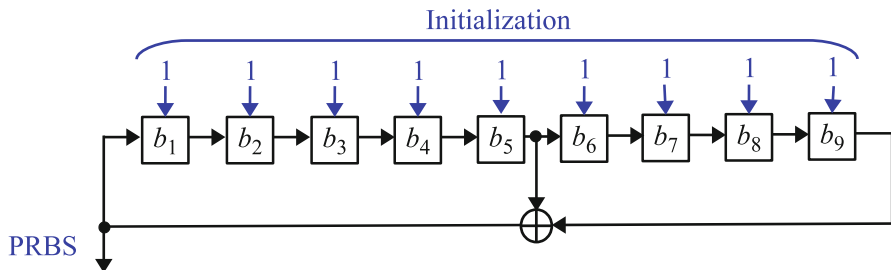 Initialization
1 1 1 1 1 1 1 1 1
b₁ b₂ b₃ b₄ b₅ b₆ b₇ b₈ b₉
PRBS